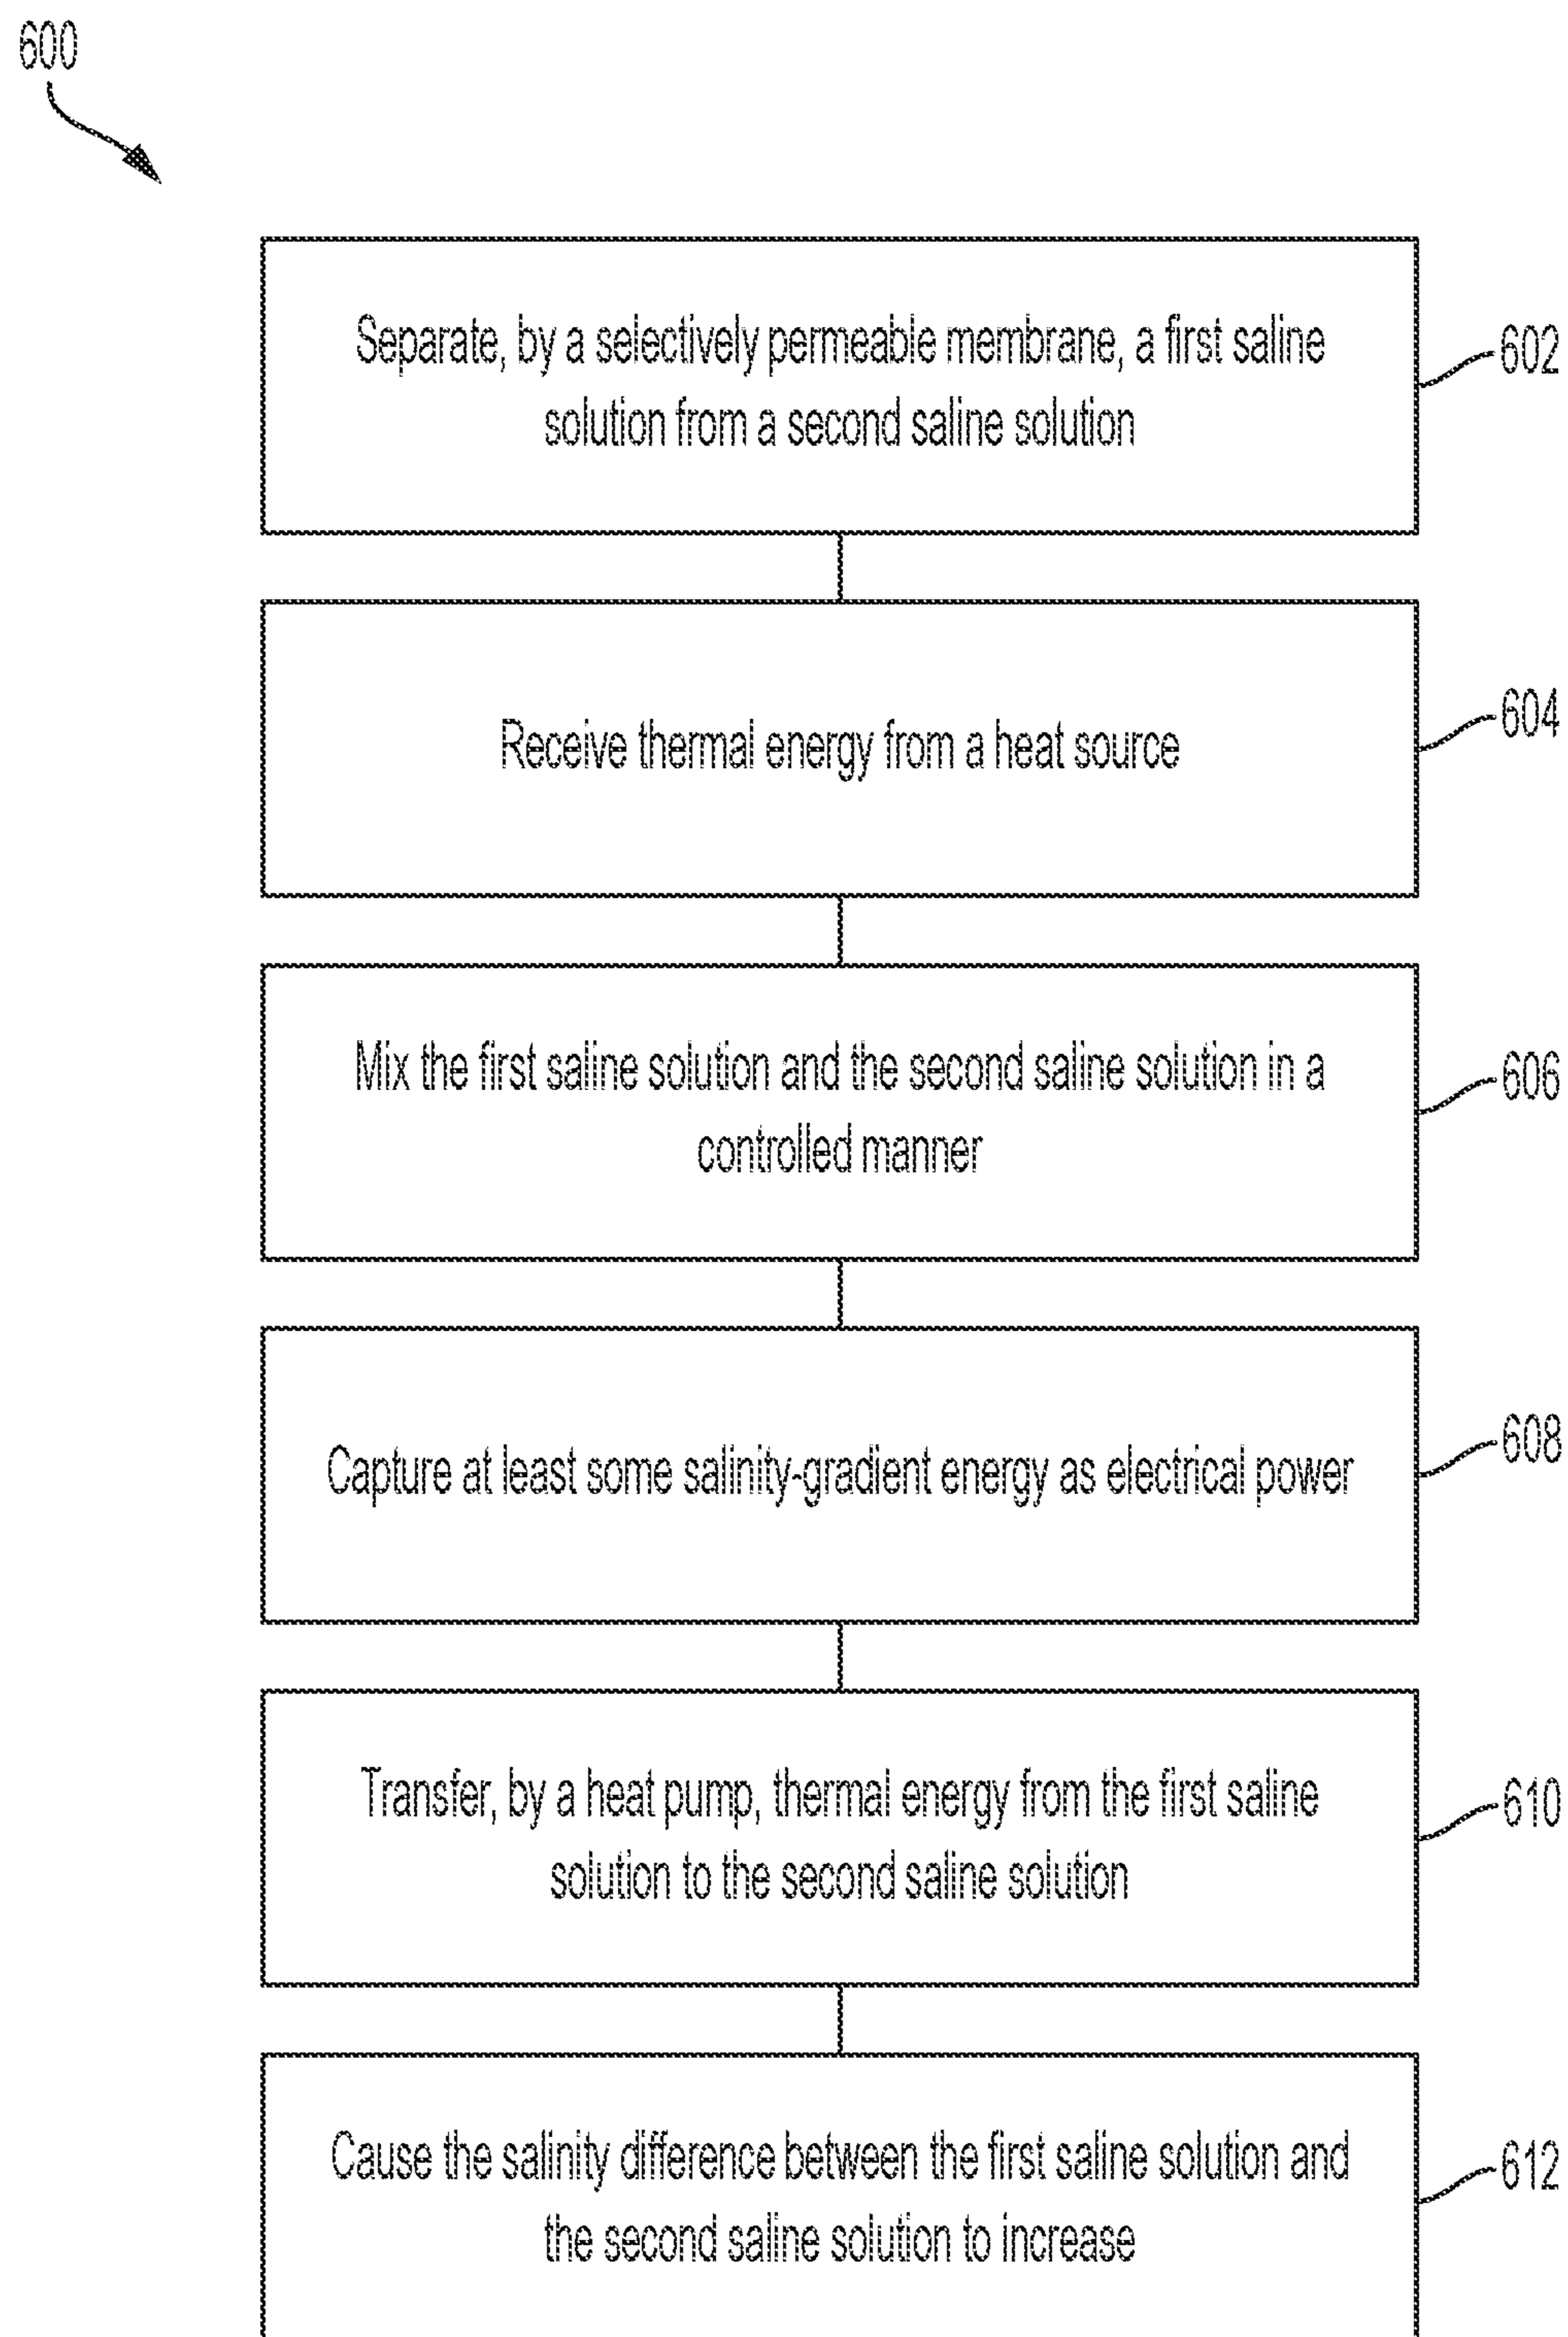 600
Separate, by a selectively permeable membrane, a first saline
solution from a second saline solution
602
Receive thermal energy from a heat source
604
Mix the first saline solution and the second saline solution in a
controlled manner
606
Capture at least some salinity-gradient energy as electrical power
608
Transfer, by a heat pump, thermal energy from the first saline
solution to the second saline solution
610
Cause the salinity difference between the first saline solution and
the second saline solution to increase
612